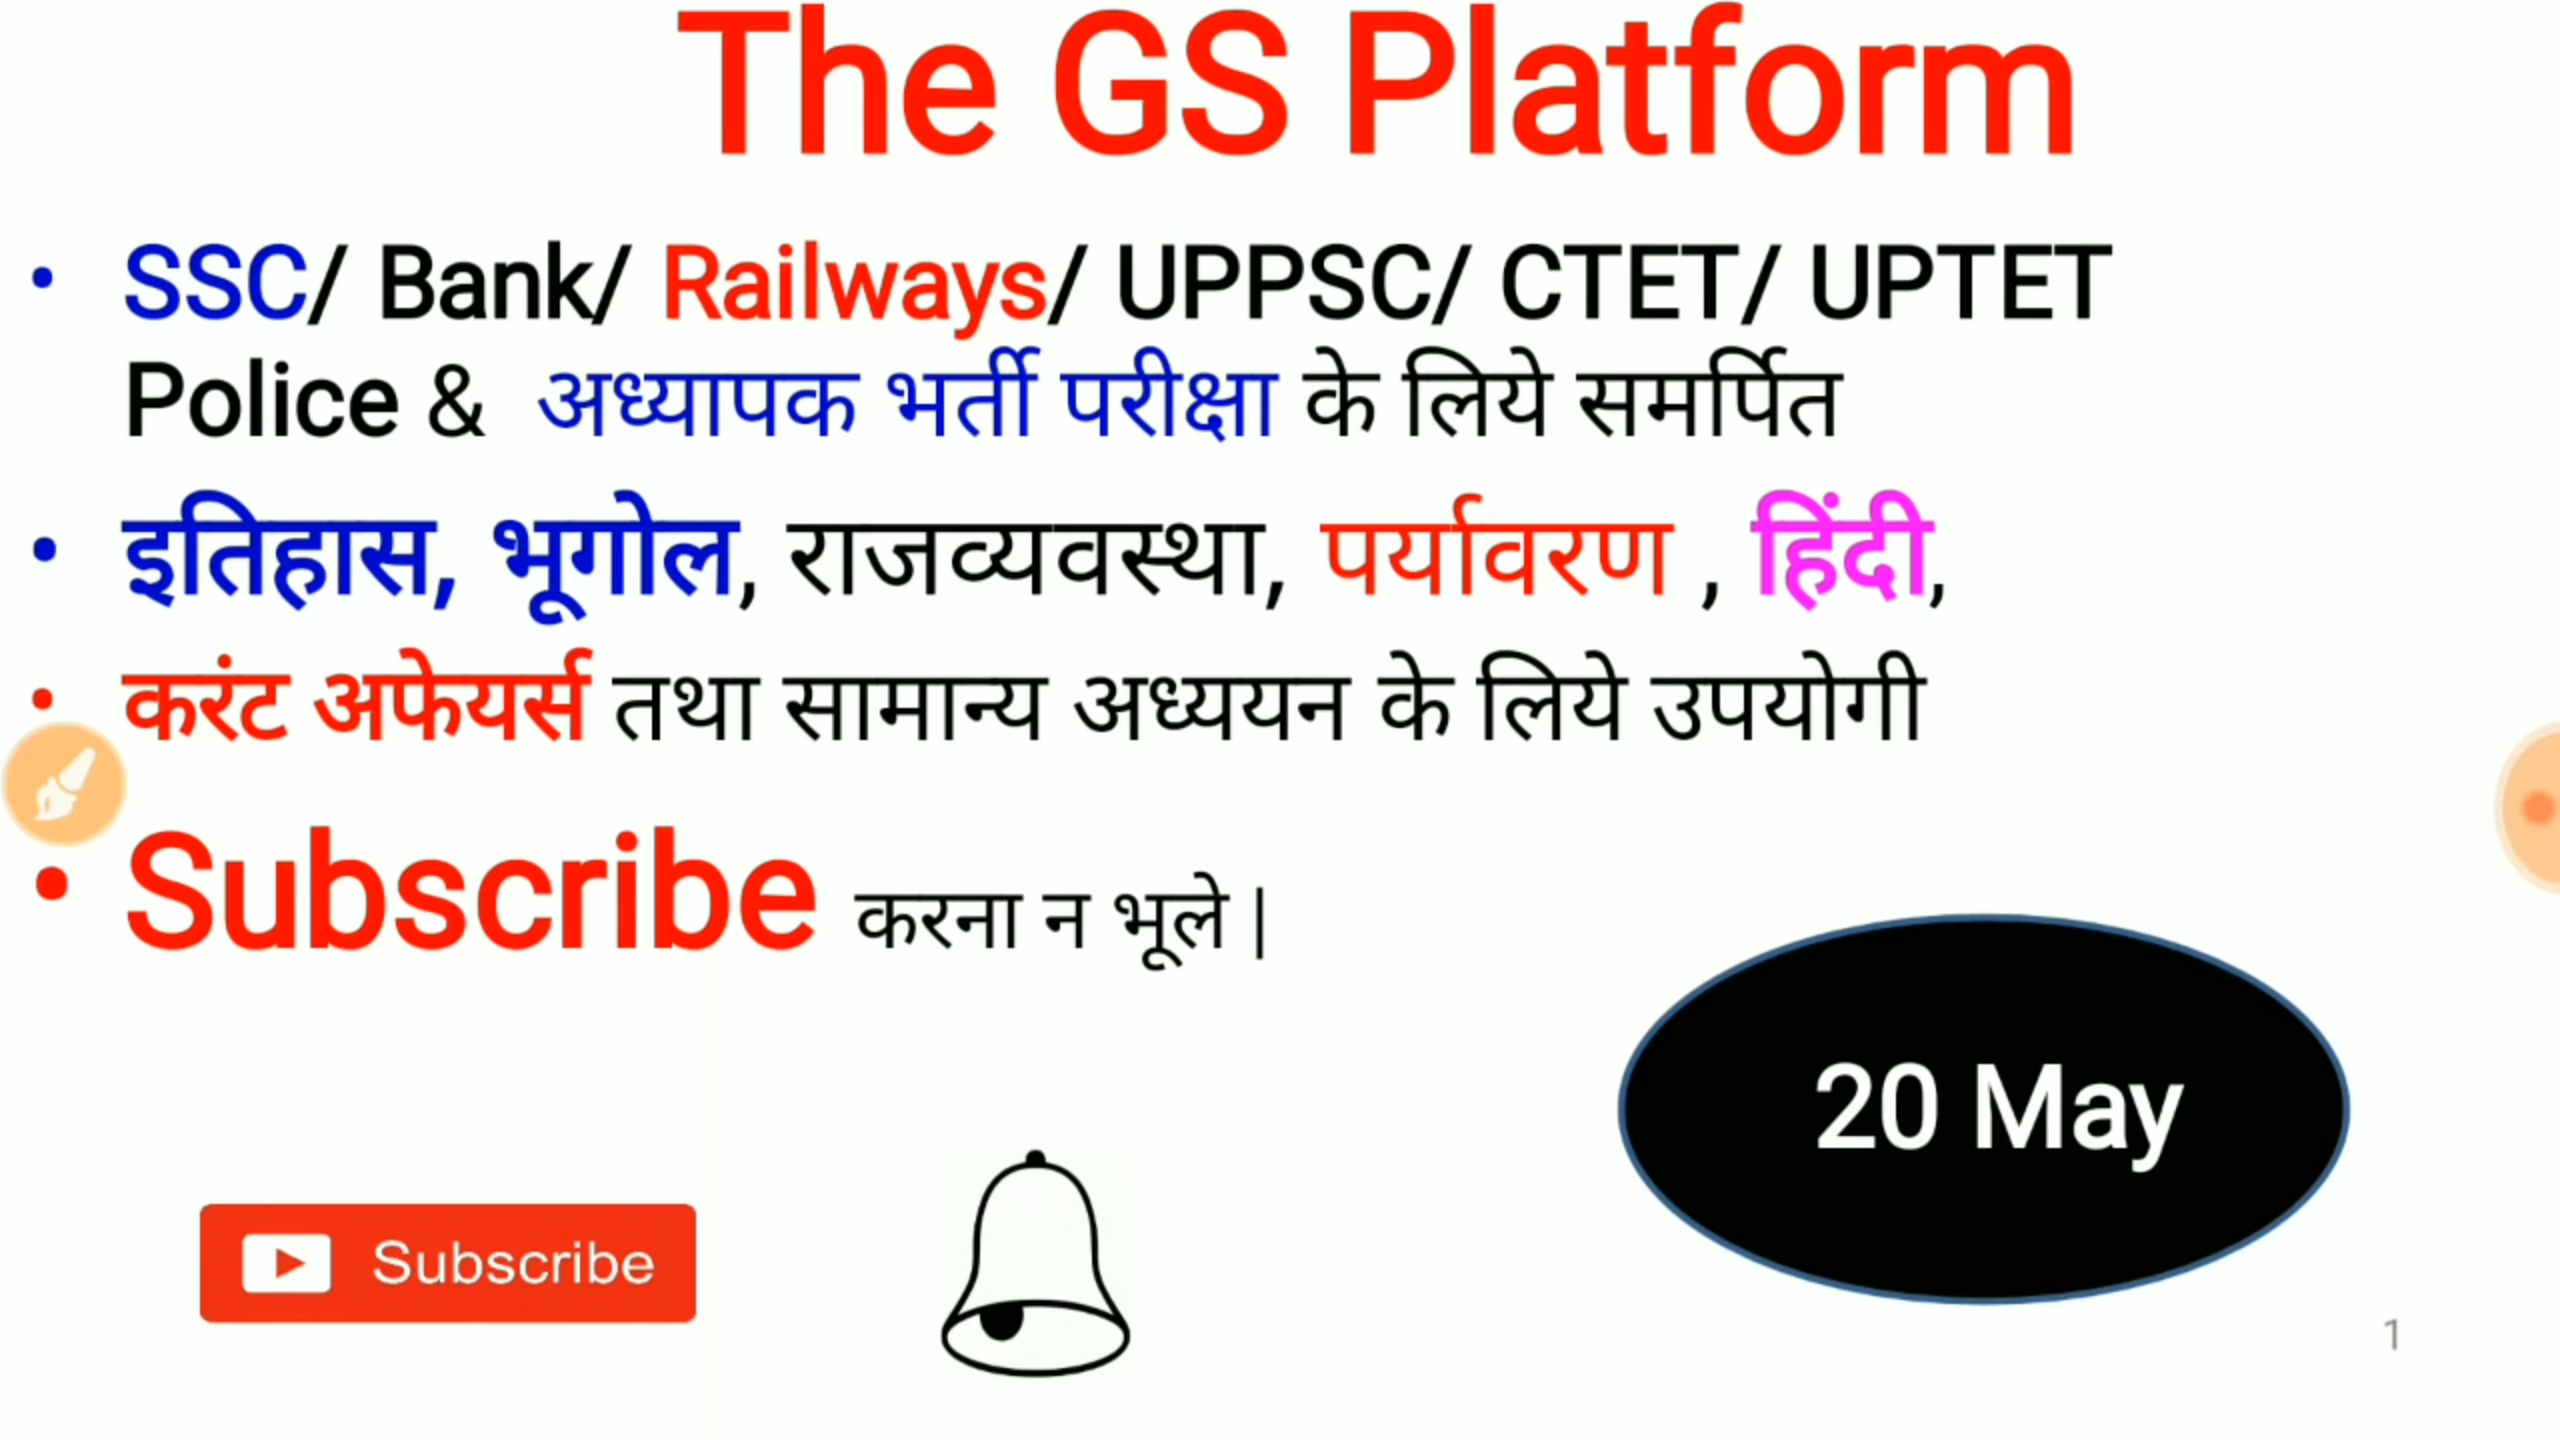 The GS Platform
• SSC/ Bank/ Railways/ UPPSC/ CTET/ UPTET
Police & अध्यापक भर्ती परीक्षा के लिये समर्पित
• इतिहास, भूगोल, राजव्यवस्था, पर्यावरण , हिंदी,
• करंट अफेयर्स तथा सामान्य अध्ययन के लिये उपयोगी
• Subscribe करना न भूले |
20 May
Subscribe
1